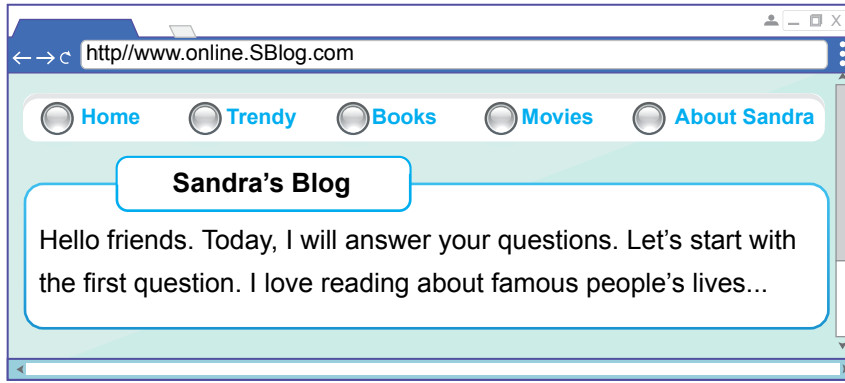 http//www.online.SBlog.com
Home Trendy Books Movies About Sandra
Sandra's Blog
Hello friends. Today, I will answer your questions. Let's start with
the first question. I love reading about famous people's lives...